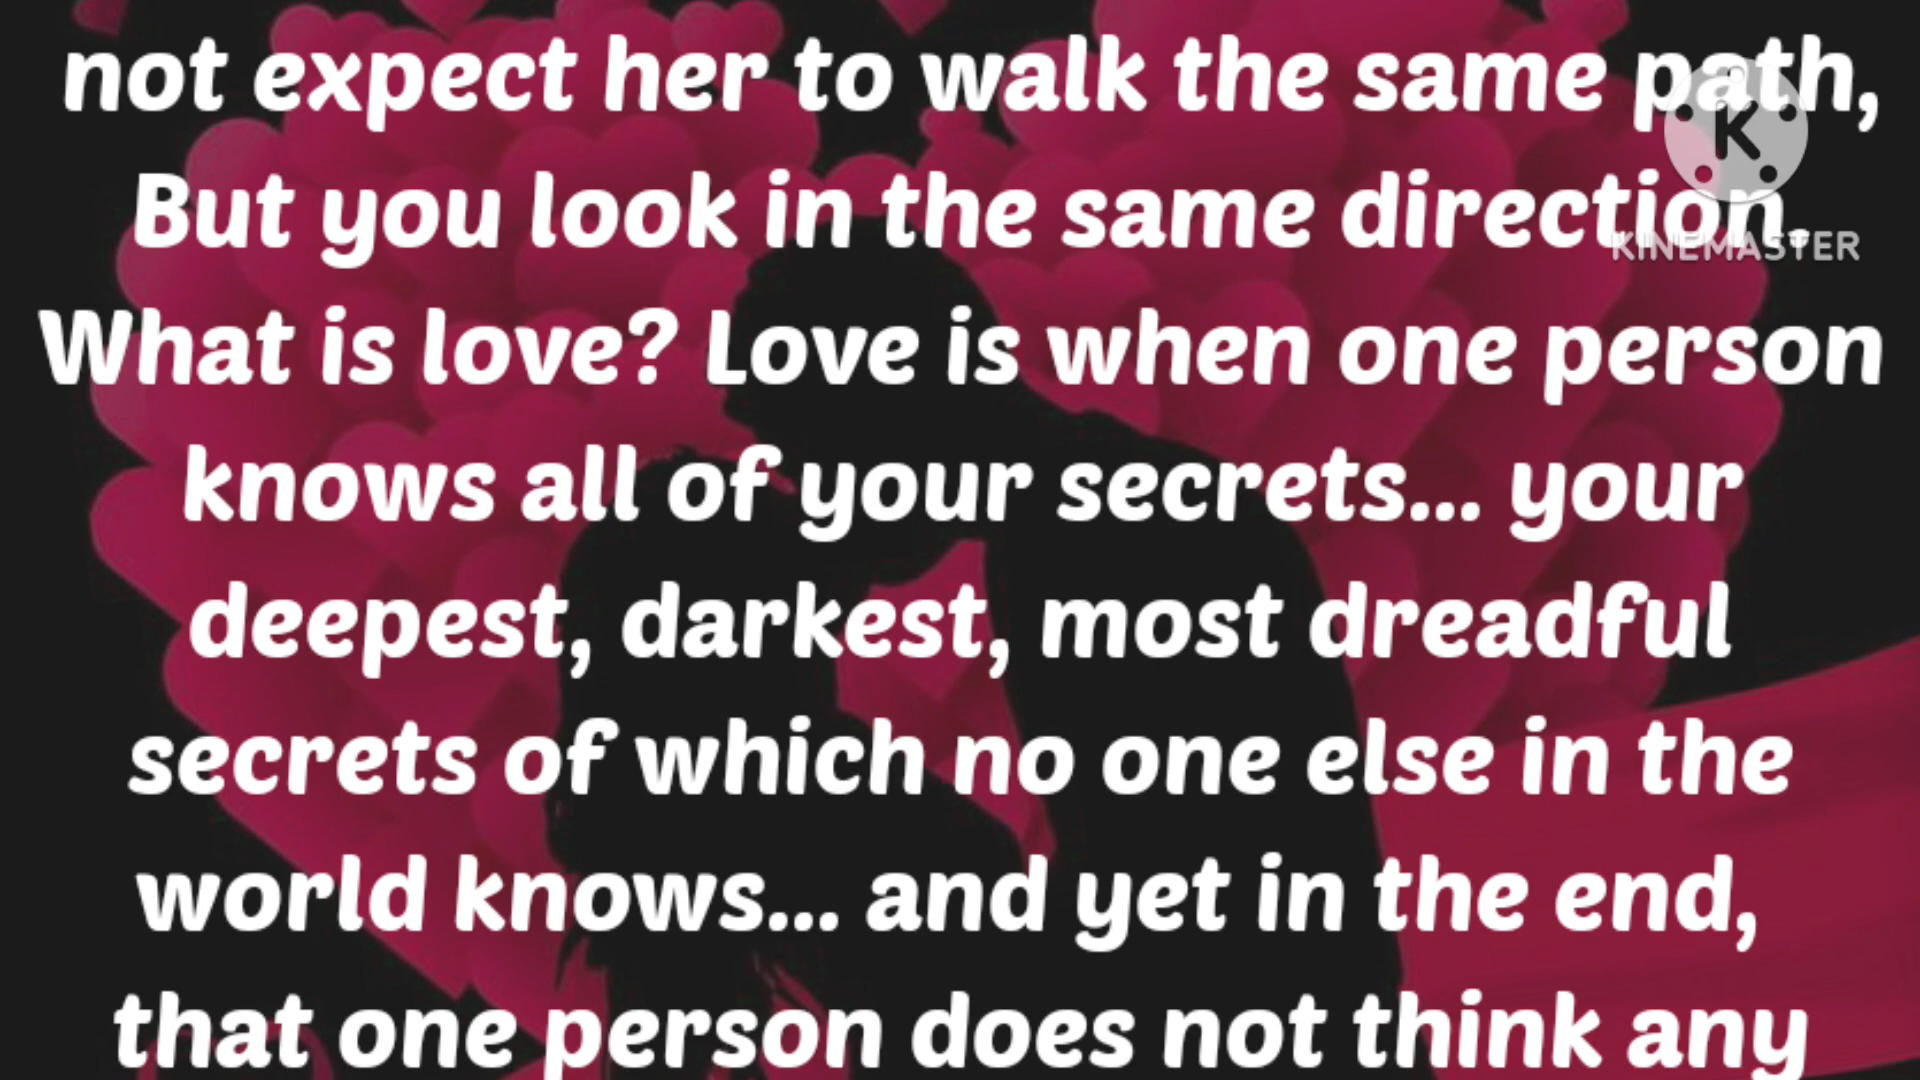 not expect her to walk the same path,
But you look in the same direction.
What is love? Love is when one person
knows all of your secrets... your
deepest, darkest, most dreadful
secrets of which no one else in the
world knows... and yet in the end,
that one person does not think any
K
KINEMASTER